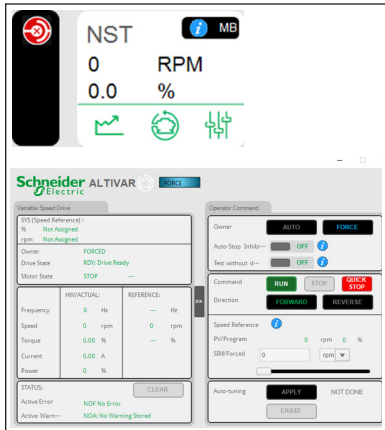 NST
i MB
0 RPM
0.0 %
Schneider Electric ALTIVAR FORCE
Variable Speed Drive
SYS (Speed Reference) :
% Not Assigned
rpm Not Assigned
Owner FORCED
Drive State RDY: Drive Ready
Motor State STOP ---
HW/ACTUAL: REFERENCE:
Frequency 0 Hz --- Hz
Speed 0 rpm 0 rpm
Torque 0.00 % --- %
Current 0.00 A
Power 0 %
STATUS: CLEAR
Active Error NOF No Error
Active Warn··· NOA: No Warning Stored
>>
Operator Command
Owner AUTO FORCE
Auto-Stop Inhibi··· OFF i
Test without d··· OFF i
Command RUN STOP QUICK STOP
Direction FORWARD REVERSE
Speed Reference i
PV/Program 0 rpm 0 %
SIM/Forced 0 rpm
Auto-tuning APPLY NOT DONE
ERASE